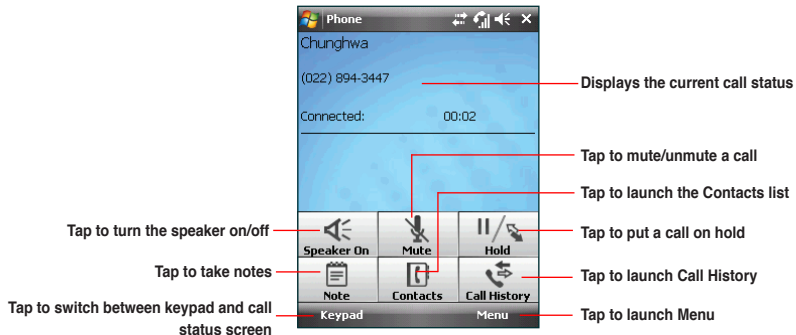 Phone
Chunghwa
(022) 894-3447
Displays the current call status
Connected: 00:02
Tap to mute/unmute a call
Tap to launch the Contacts list
Tap to turn the speaker on/off
Speaker On
Mute
Hold
Tap to put a call on hold
Tap to take notes
Note
Contacts
Call History
Tap to launch Call History
Tap to switch between keypad and call
status screen
Keypad
Menu
Tap to launch Menu